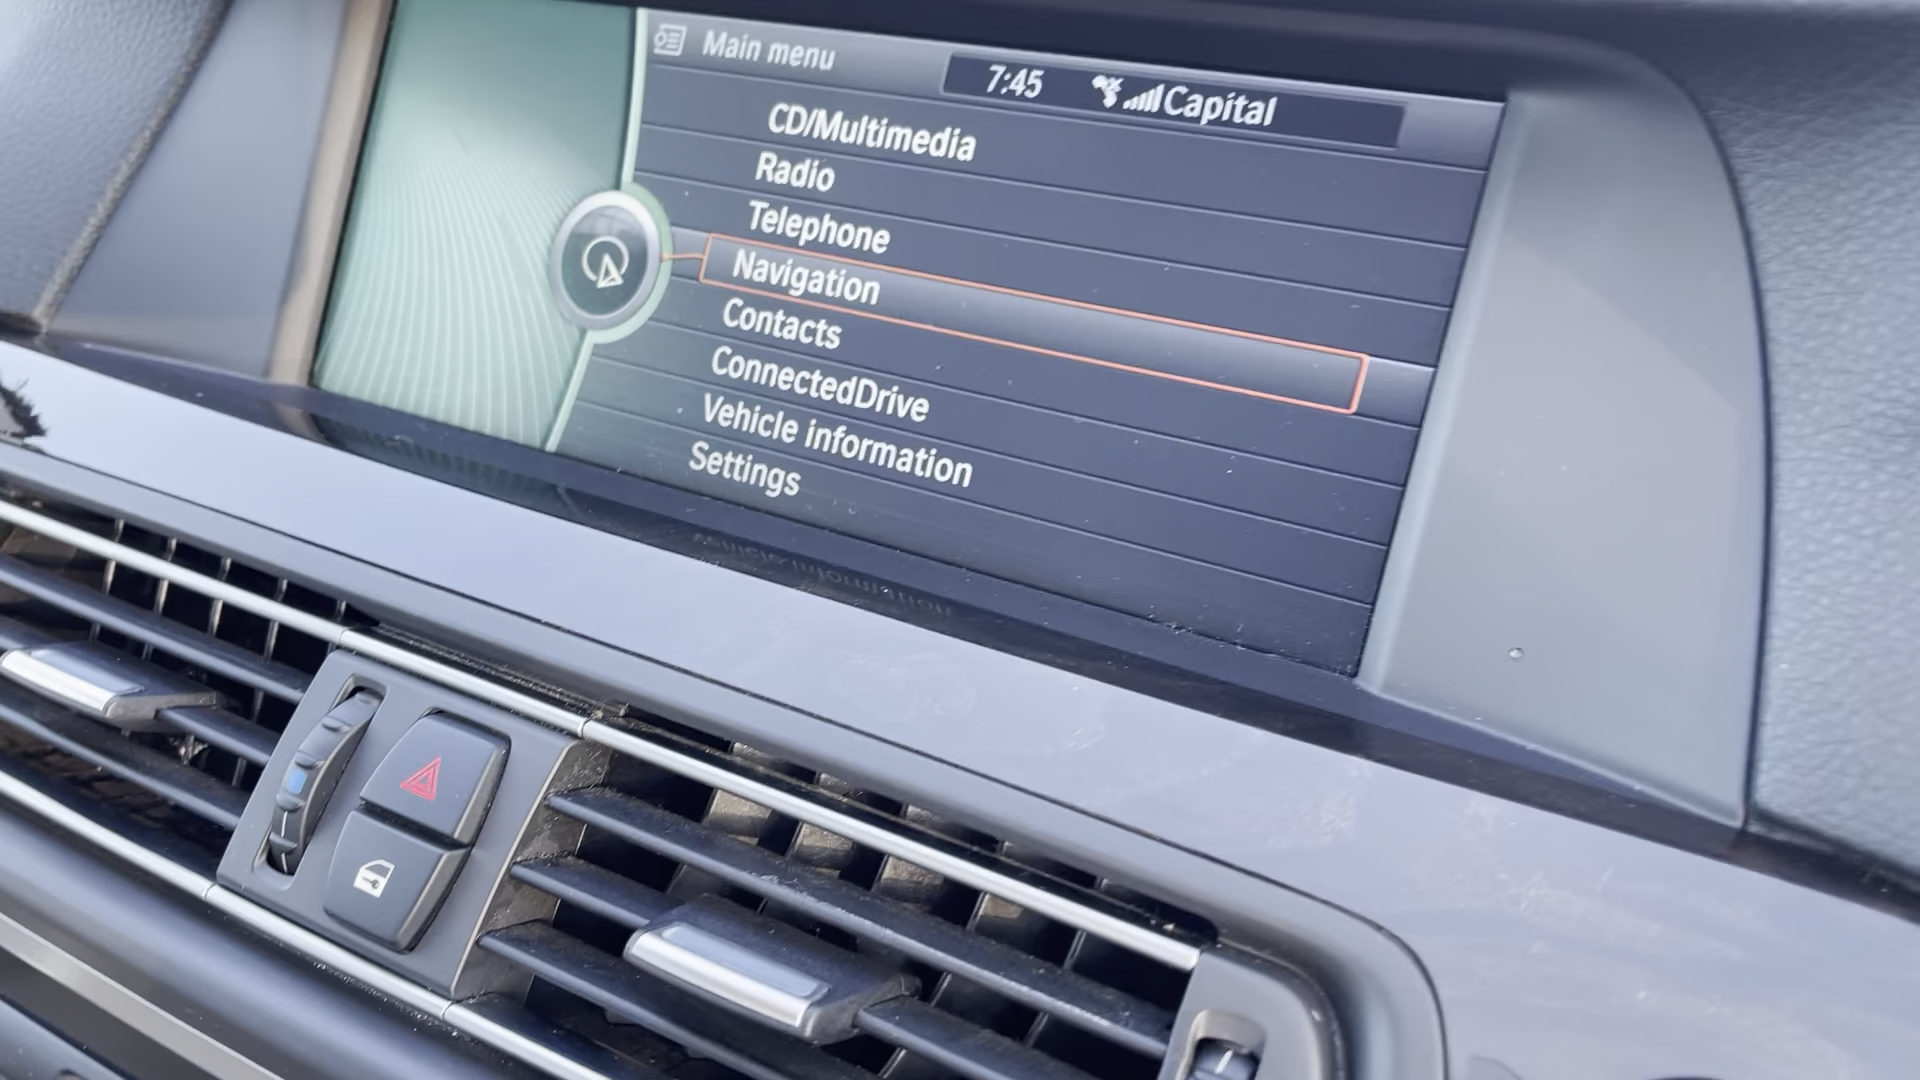 Main menu
7:45 Capital
CD/Multimedia
Radio
Telephone
Navigation
Contacts
ConnectedDrive
Vehicle information
Settings